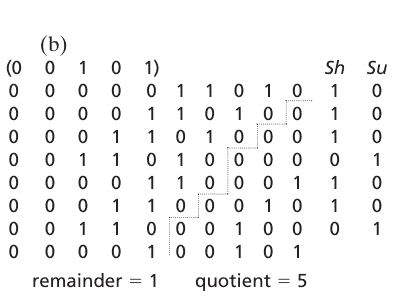 (b)
(0 0 1 0 1) Sh Su
0 0 0 0 0 1 1 0 1 0 1 0
0 0 0 0 1 1 0 1 0 0 1 0
0 0 0 1 1 0 1 0 0 0 1 0
0 0 1 1 0 1 0 0 0 0 0 1
0 0 0 0 1 1 0 0 0 1 1 0
0 0 0 1 1 0 0 0 1 0 1 0
0 0 1 1 0 0 0 1 0 0 0 1
0 0 0 0 1 0 0 1 0 1
remainder = 1 quotient = 5